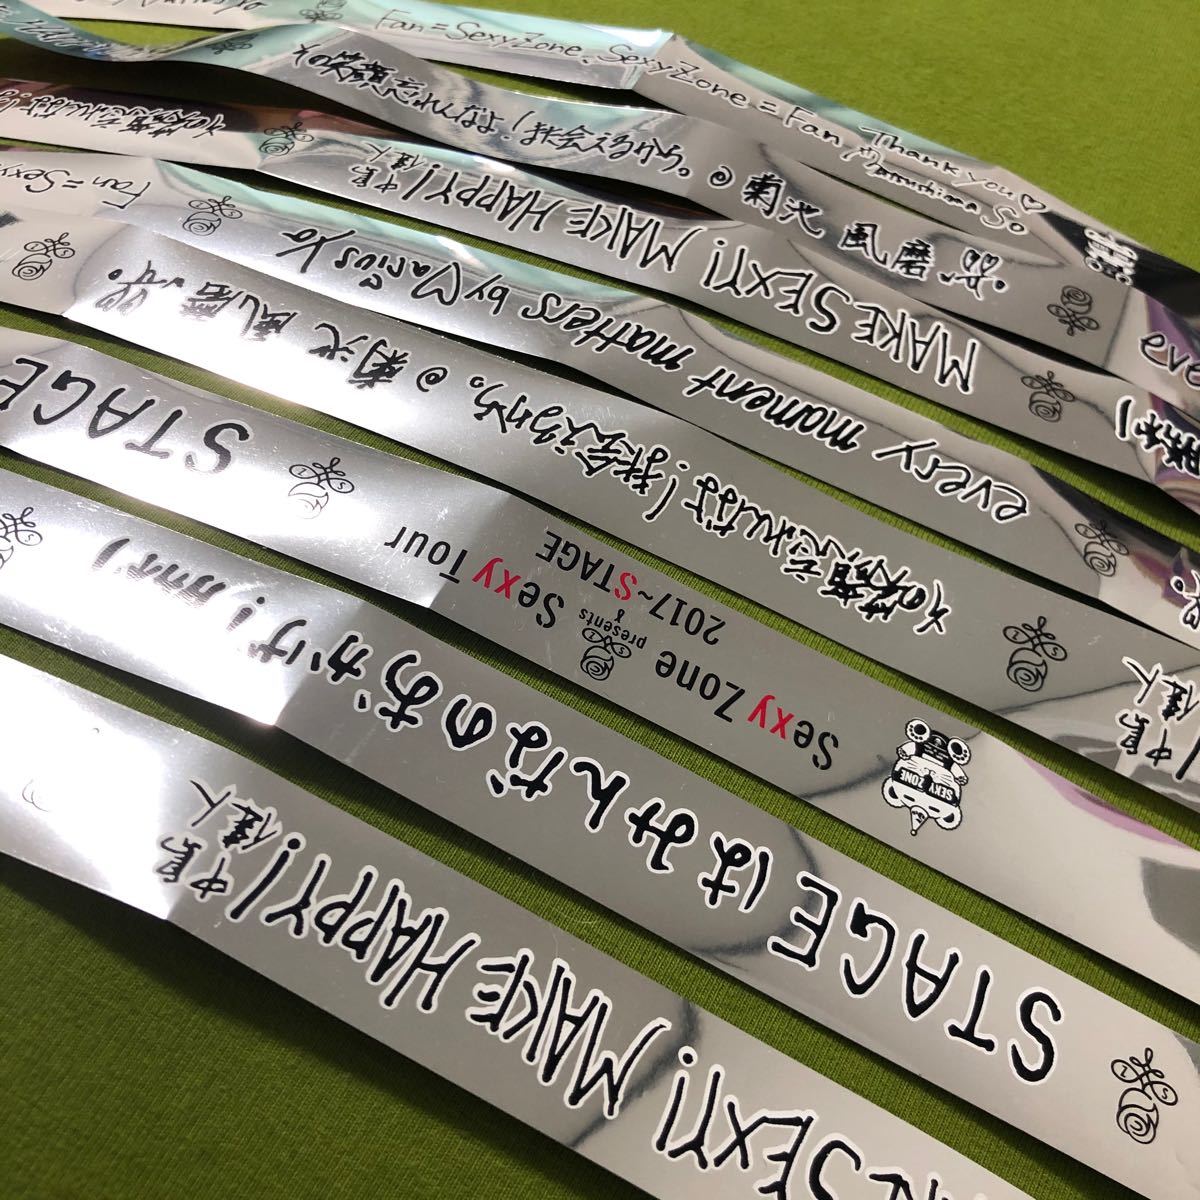 Fan=SexyZone、SexyZone=Fan Thank you♡
Matsushima So
その笑顔忘れんなよ!また会えるから。@菊池 風磨
MAKE SEXY! MAKE HAPPY!/中島健人
every moment matters by Marius Yo
Fan=Sexy
その笑顔忘れんなよ!また会えるから。@菊池 風磨
中島健人
STAGE
Sexy Zone
presents
Sexy Tour
2017~STAGE
SEXY ZONE
STAGEはみんなのおかげ!
MAKE SEXY! MAKE HAPPY!/中島健人